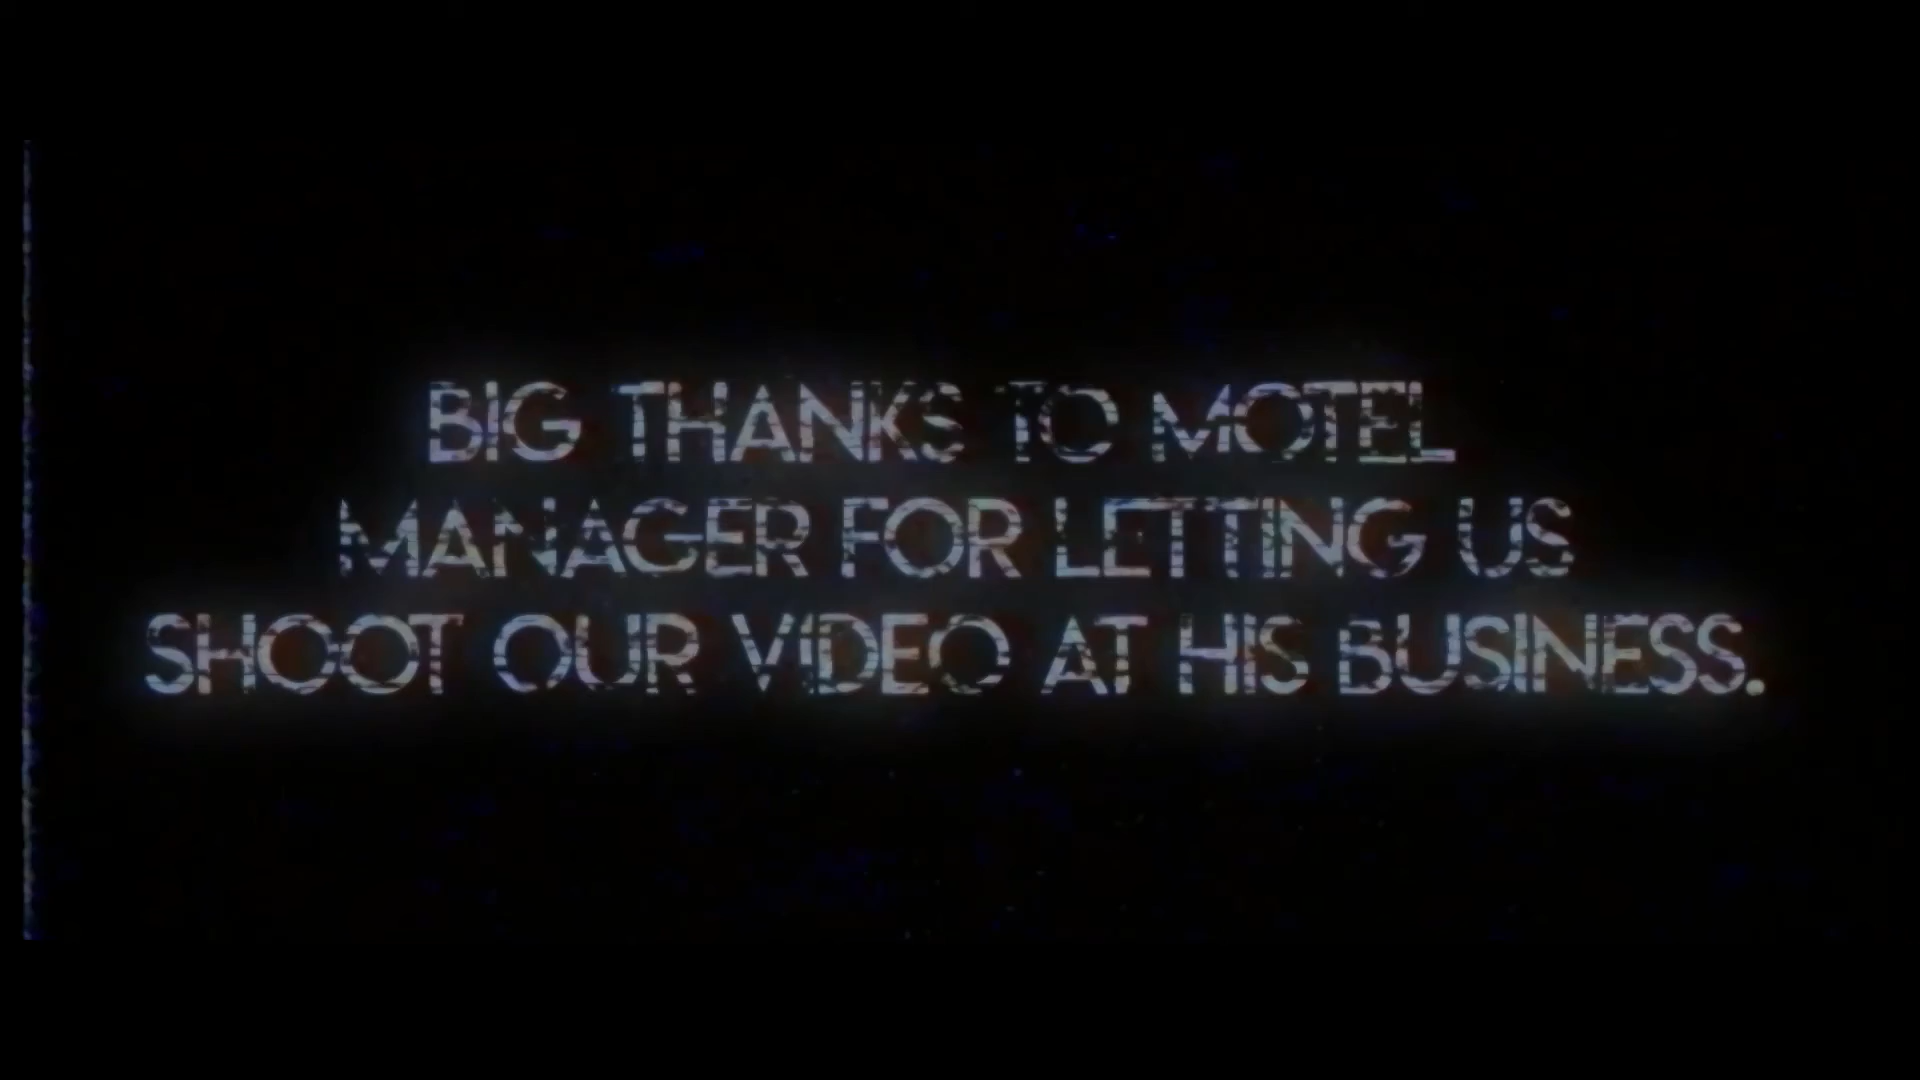 BIG THANKS TO MOTEL
MANAGER FOR LETTING US
SHOOT OUR VIDEO AT HIS BUSINESS.